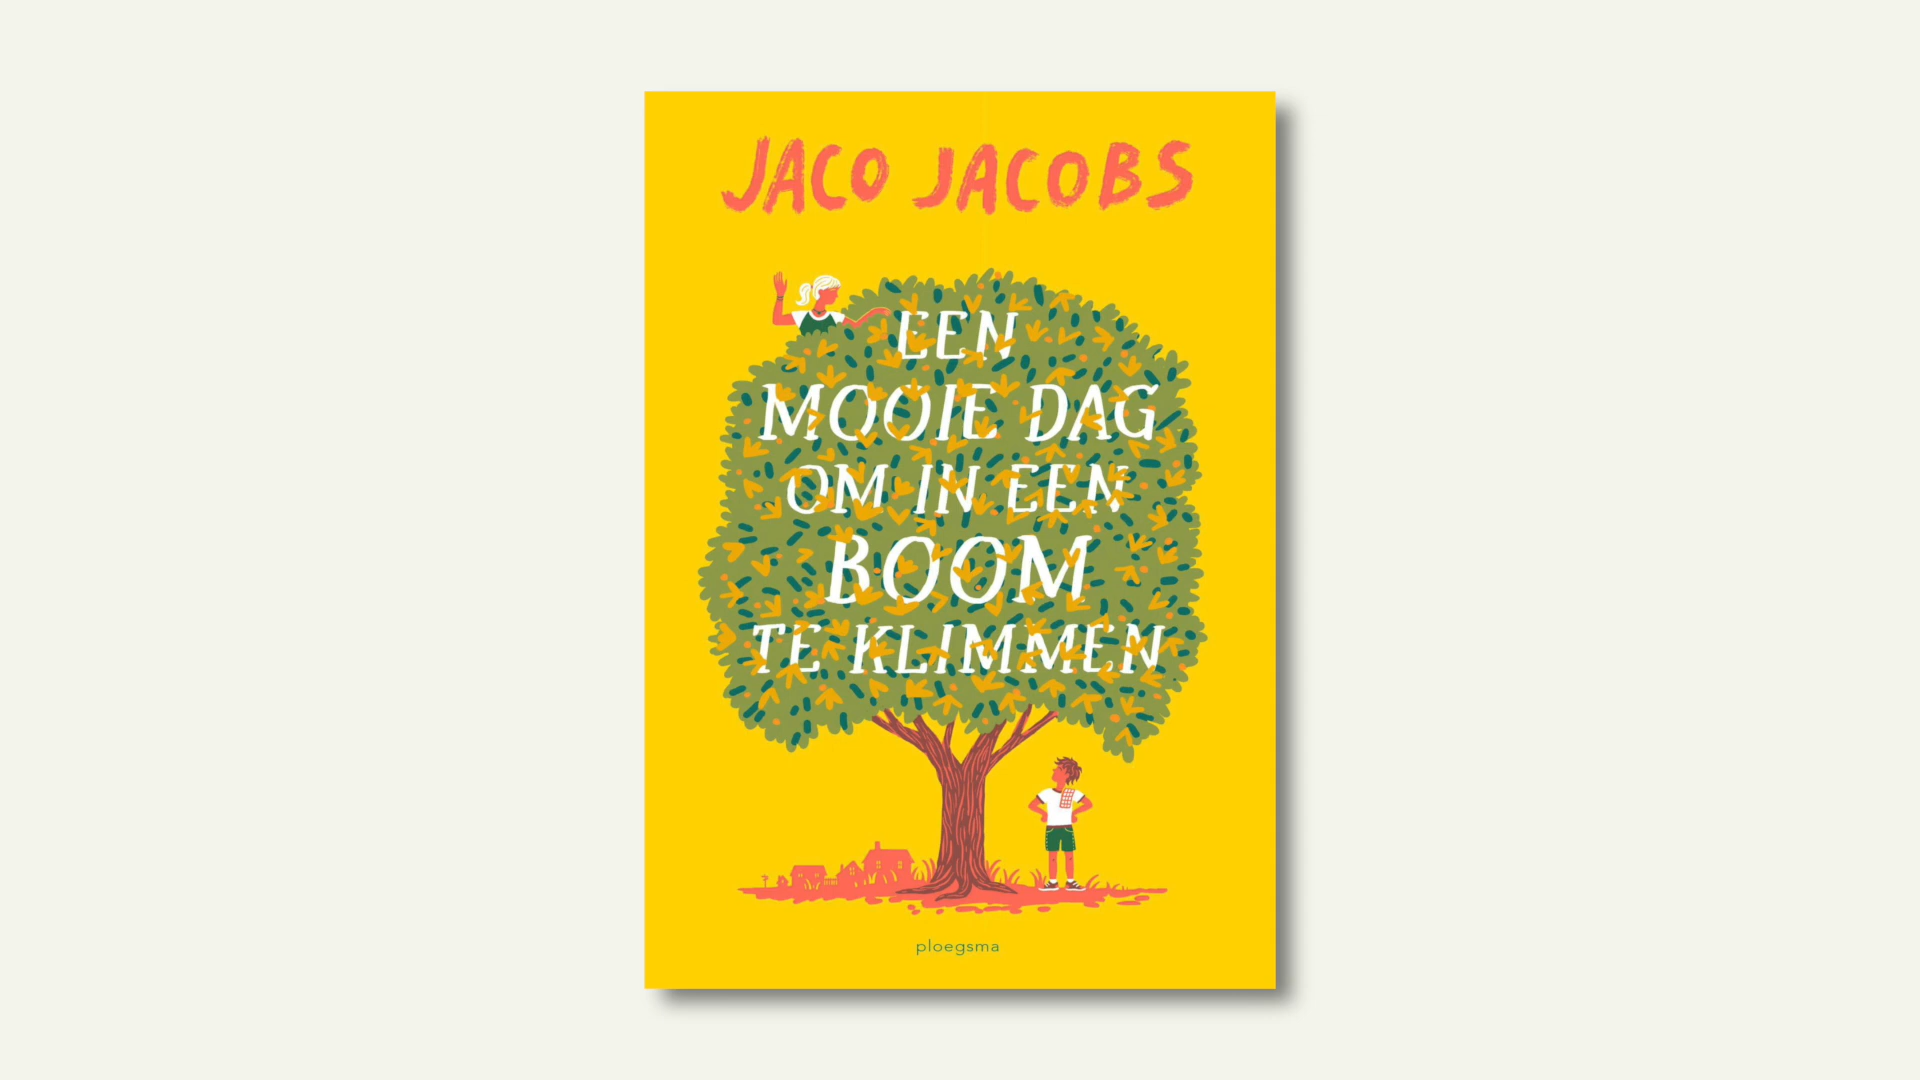 JACO JACOBS
EEN
MOOIE DAG
OM IN EEN
BOOM
TE KLIMMEN
ploegsma